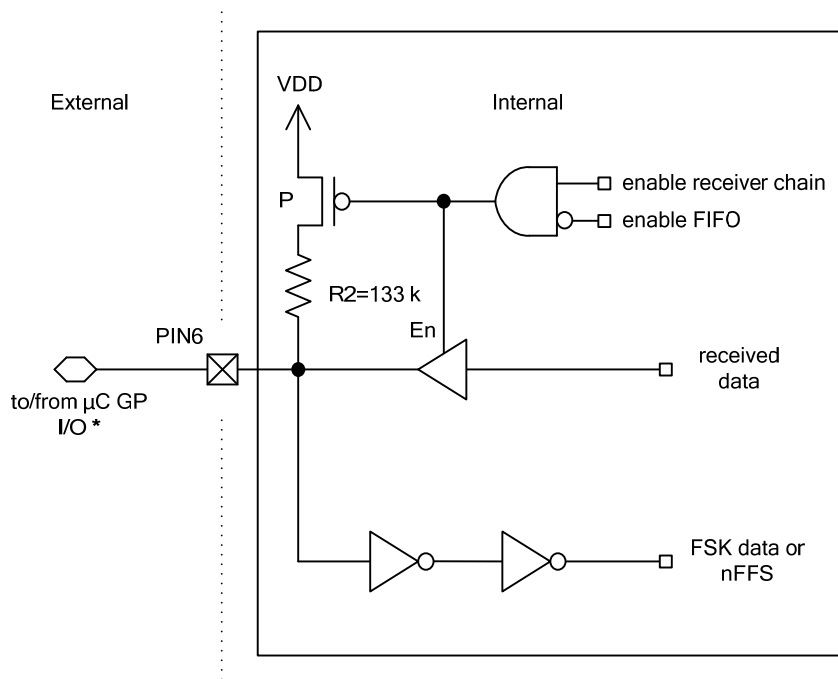 External
VDD
Internal
P
enable receiver chain
enable FIFO
R2=133 k
En
PIN6
received
data
to/from µC GP
I/O *
FSK data or
nFFS